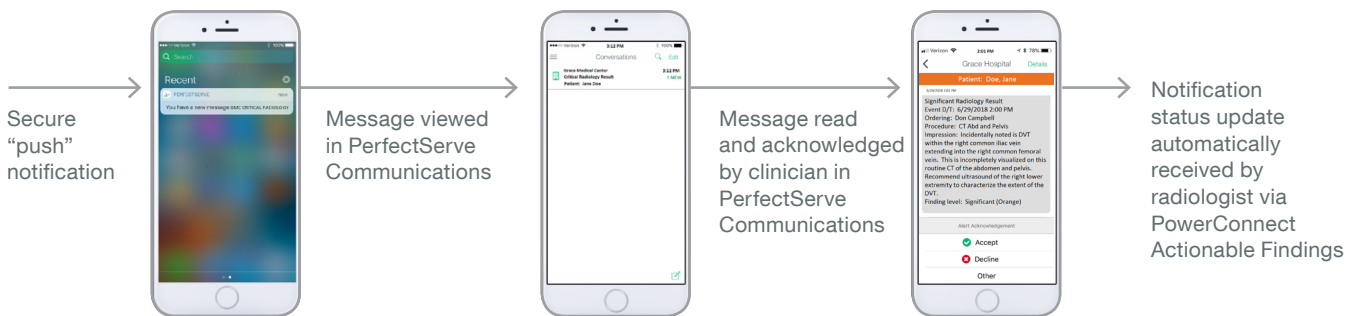 Secure
“push”
notification
Verizon 100%
Search
Recent
PERFECTSERVE now
You have a new message GMC CRITICAL RADIOLOGY
Message viewed
in PerfectServe
Communications
Verizon 3:12 PM 100%
Conversations Edit
Grace Medical Center 3:12 PM
Critical Radiology Result 1 NEW
Patient: Jane Doe
Message read
and acknowledged
by clinician in
PerfectServe
Communications
Verizon 2:01 PM 78%
Grace Hospital Details
Patient: Doe, Jane
Significant Radiology Result
Event D/T: 6/29/2018 2:00 PM
Ordering: Don Campbell
Procedure: CT Abd and Pelvis
Impression: Incidentally noted is DVT
within the right common iliac vein
extending into the right common femoral
vein. This is incompletely visualized on this
routine CT of the abdomen and pelvis.
Recommend ultrasound of the right lower
extremity to characterize the extent of the
DVT.
Finding level: Significant (Orange)
Alert Acknowledgement
Accept
Decline
Other
Notification
status update
automatically
received by
radiologist via
PowerConnect
Actionable Findings